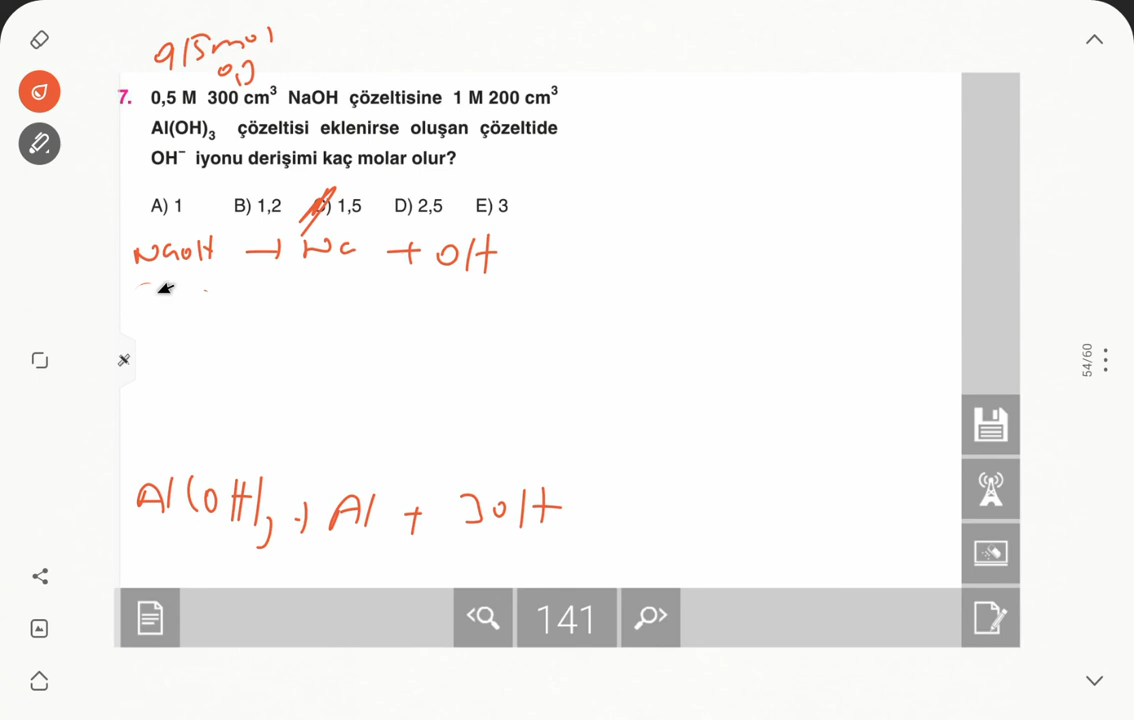 0,15 mol
0,3
7. 0,5 M 300 cm³ NaOH çözeltisine 1 M 200 cm³
Al(OH)₃ çözeltisi eklenirse oluşan çözeltide
OH⁻ iyonu derişimi kaç molar olur?
A) 1 B) 1,2 C) 1,5 D) 2,5 E) 3
NaOH → Na + OH
Al(OH)₃ → Al + 3OH
54/60
141